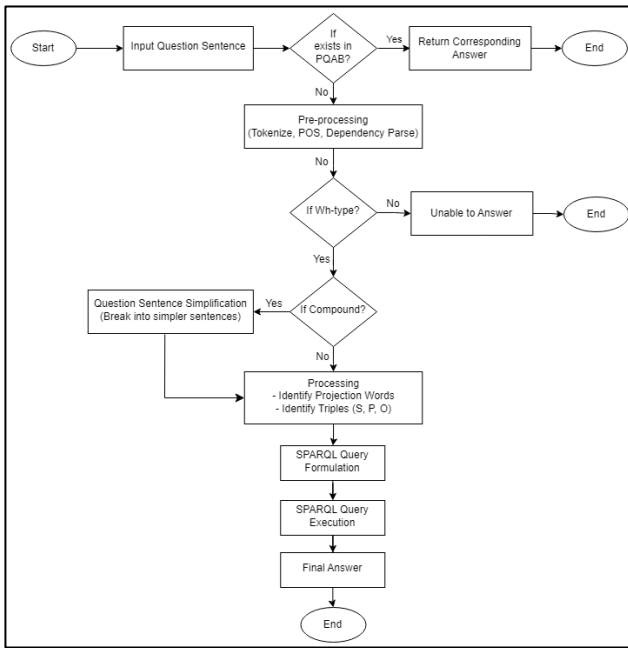 Start
Input Question Sentence
If
exists in
PQAB?
Yes
Return Corresponding
Answer
End
No
Pre-processing
(Tokenize, POS, Dependency Parse)
No
If Wh-type?
No
Unable to Answer
End
Yes
Question Sentence Simplification
(Break into simpler sentences)
Yes
If Compound?
No
Processing
- Identify Projection Words
- Identify Triples (S, P, O)
SPARQL Query
Formulation
SPARQL Query
Execution
Final Answer
End